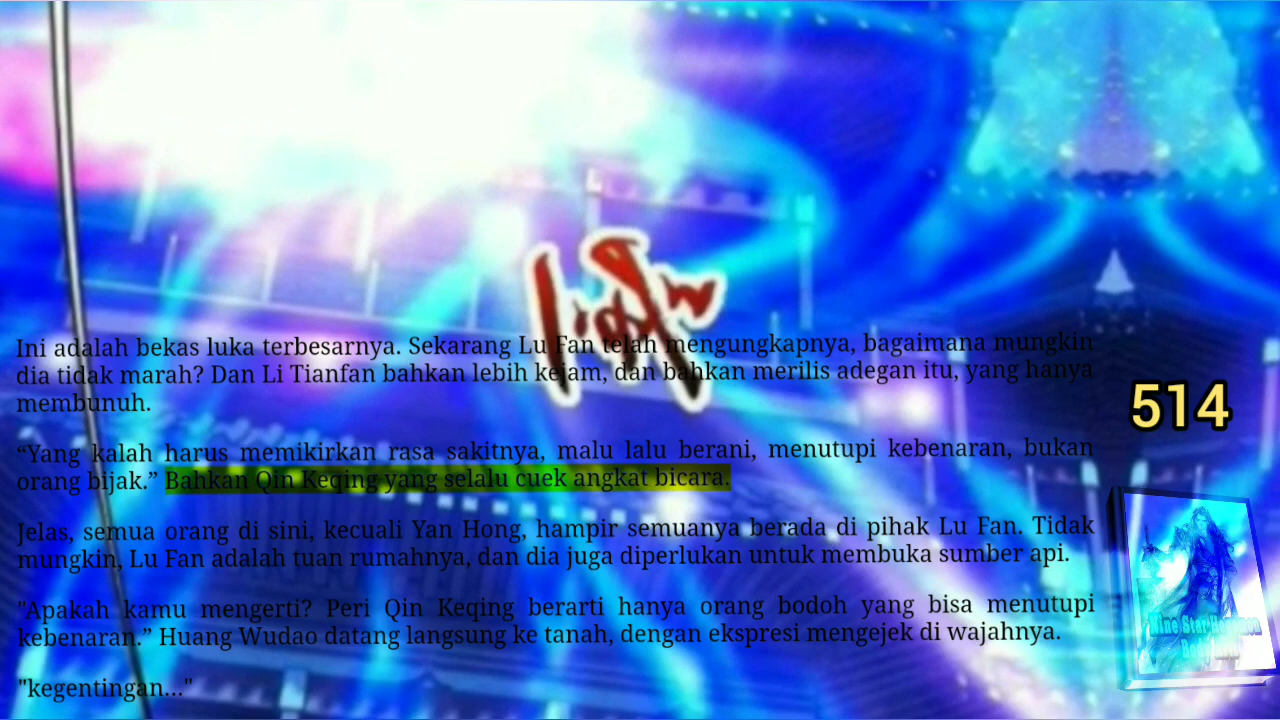 Ini adalah bekas luka terbesarnya. Sekarang Lu Fan telah mengungkapnya, bagaimana mungkin
dia tidak marah? Dan Li Tianfan bahkan lebih kejam, dan bahkan merilis adegan itu, yang hanya
membunuh.
“Yang kalah harus memikirkan rasa sakitnya, malu lalu berani, menutupi kebenaran, bukan
orang bijak.” Bahkan Qin Keqing yang selalu cuek angkat bicara.
Jelas, semua orang di sini, kecuali Yan Hong, hampir semuanya berada di pihak Lu Fan. Tidak
mungkin, Lu Fan adalah tuan rumahnya, dan dia juga diperlukan untuk membuka sumber api.
"Apakah kamu mengerti? Peri Qin Keqing berarti hanya orang bodoh yang bisa menutupi
kebenaran.” Huang Wudao datang langsung ke tanah, dengan ekspresi mengejek di wajahnya.
"kegentingan..."
514
Nine Star